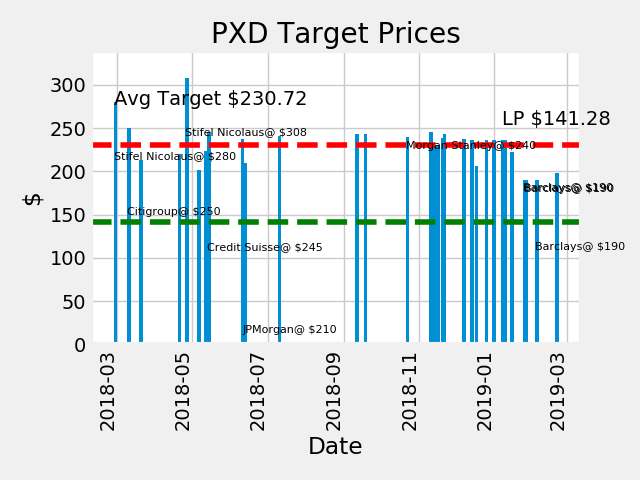 PXD Target Prices
300
250
200
150
100
50
0
$
Avg Target $230.72
LP $141.28
Stifel Nicolaus@ $308
Morgan Stanley@ $240
Stifel Nicolaus@ $280
Barclays@ $190
Citigroup@ $250
Credit Suisse@ $245
Barclays@ $190
JPMorgan@ $210
2018-03
2018-05
2018-07
2018-09
2018-11
2019-01
2019-03
Date